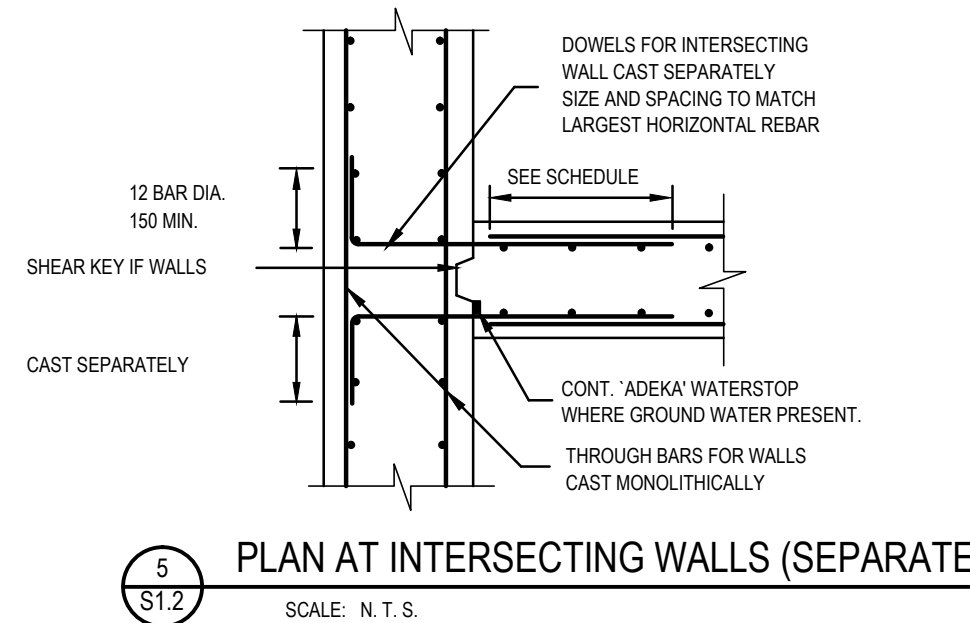 DOWELS FOR INTERSECTING
WALL CAST SEPARATELY
SIZE AND SPACING TO MATCH
LARGEST HORIZONTAL REBAR
SEE SCHEDULE
12 BAR DIA.
150 MIN.
SHEAR KEY IF WALLS
CAST SEPARATELY
CONT. `ADEKA' WATERSTOP
WHERE GROUND WATER PRESENT.
THROUGH BARS FOR WALLS
CAST MONOLITHICALLY
5
S1.2
PLAN AT INTERSECTING WALLS (SEPARATE
SCALE: N. T. S.